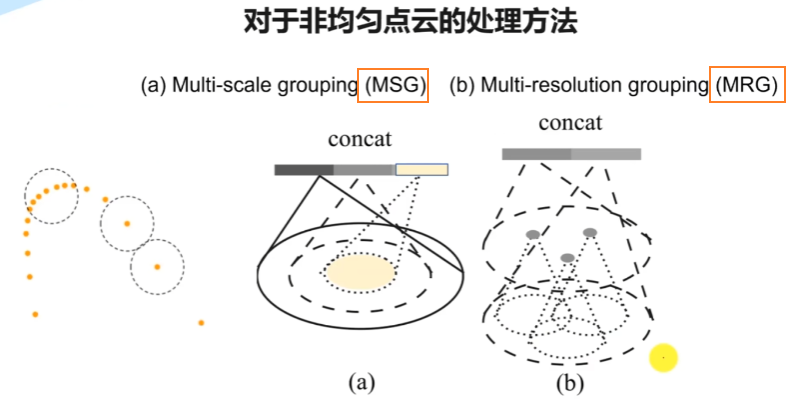 对于非均匀点云的处理方法
(a) Multi-scale grouping (MSG) (b) Multi-resolution grouping (MRG)
concat
concat
(a)
(b)